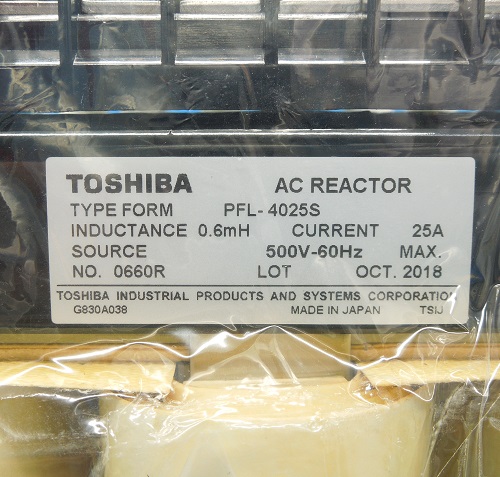 TOSHIBA AC REACTOR
TYPE FORM PFL-4025S
INDUCTANCE 0.6mH CURRENT 25A
SOURCE 500V-60Hz MAX.
NO. 0660R LOT OCT. 2018
TOSHIBA INDUSTRIAL PRODUCTS AND SYSTEMS CORPORATION
G830A038 MADE IN JAPAN TSIJ